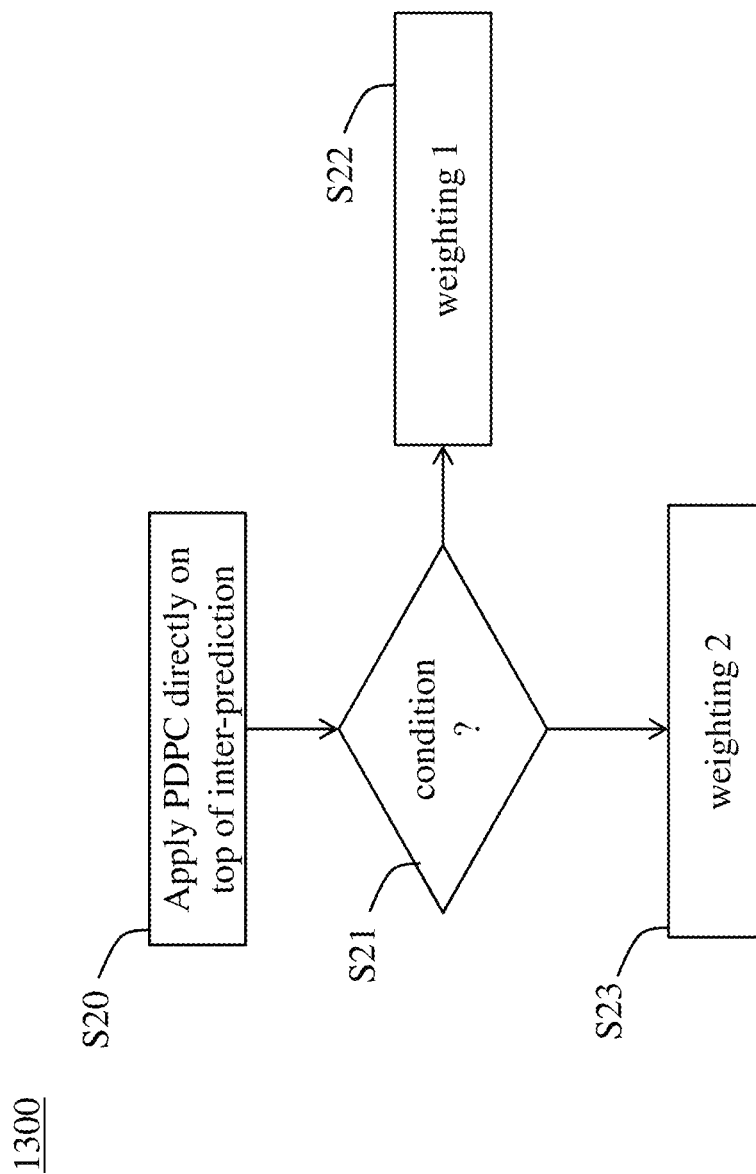 1300
S20
Apply PDPC directly on
top of inter-prediction
S21
condition
?
S22
weighting 1
S23
weighting 2